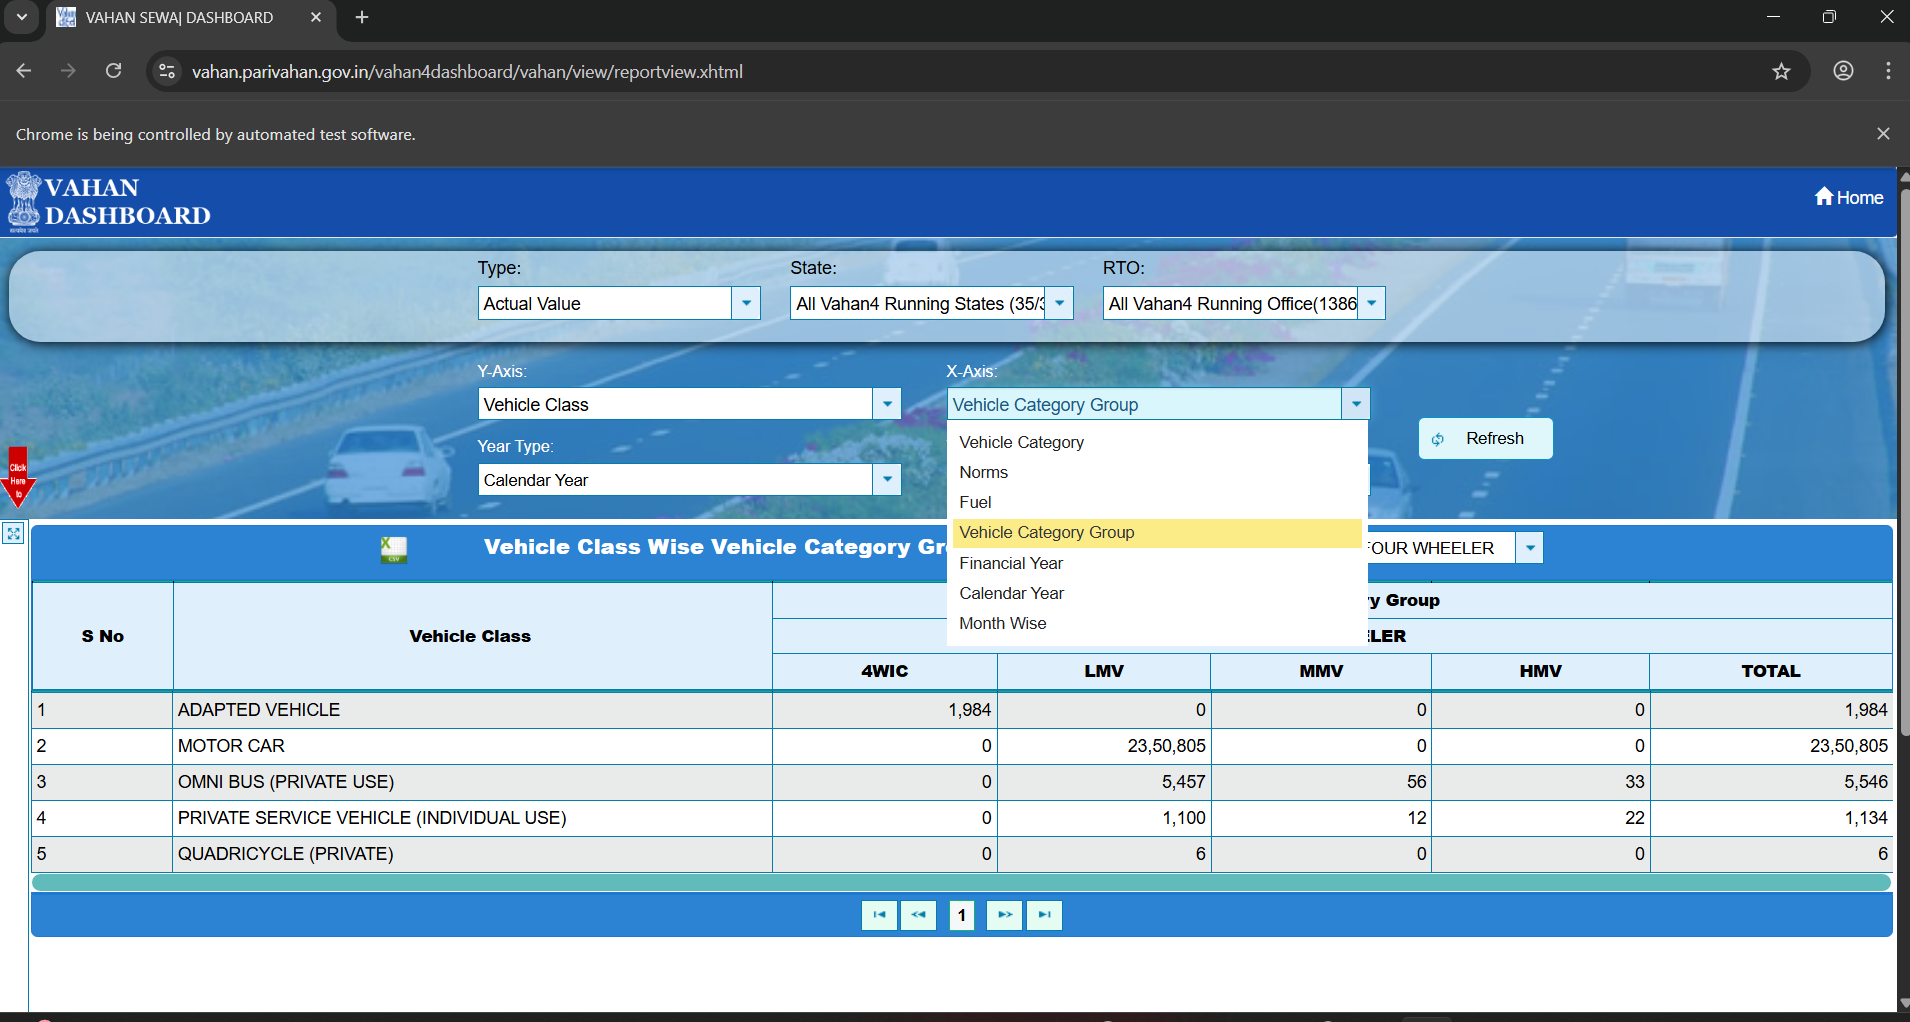 VAHAN SEWA| DASHBOARD
vahan.parivahan.gov.in/vahan4dashboard/vahan/view/reportview.xhtml
Chrome is being controlled by automated test software.
VAHAN
DASHBOARD
Home
Type:
State:
RTO:
Actual Value
All Vahan4 Running States (35/3
All Vahan4 Running Office(1386
Y-Axis:
X-Axis:
Vehicle Class
Vehicle Category Group
Vehicle Category
Norms
Fuel
Vehicle Category Group
Financial Year
Calendar Year
Month Wise
Refresh
Year Type:
Calendar Year
Click
Here
to
CSV
Vehicle Class Wise Vehicle Category Gr
FOUR WHEELER
S No
Vehicle Class
y Group
LER
4WIC LMV MMV HMV TOTAL
1 ADAPTED VEHICLE 1,984 0 0 0 1,984
2 MOTOR CAR 0 23,50,805 0 0 23,50,805
3 OMNI BUS (PRIVATE USE) 0 5,457 56 33 5,546
4 PRIVATE SERVICE VEHICLE (INDIVIDUAL USE) 0 1,100 12 22 1,134
5 QUADRICYCLE (PRIVATE) 0 6 0 0 6
1